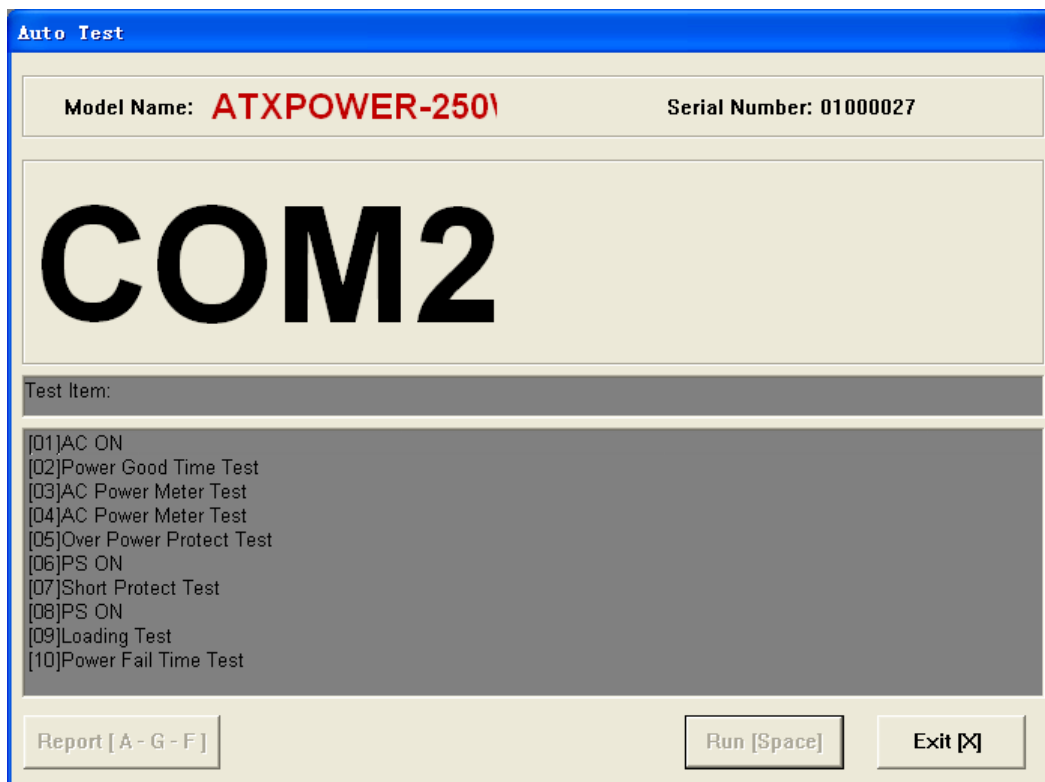 Auto Test
Model Name: ATXPOWER-250 Serial Number: 01000027
COM2
Test Item:
[01]AC ON
[02]Power Good Time Test
[03]AC Power Meter Test
[04]AC Power Meter Test
[05]Over Power Protect Test
[06]PS ON
[07]Short Protect Test
[08]PS ON
[09]Loading Test
[10]Power Fail Time Test
Report [ A - G - F ] Run [Space] Exit [X]